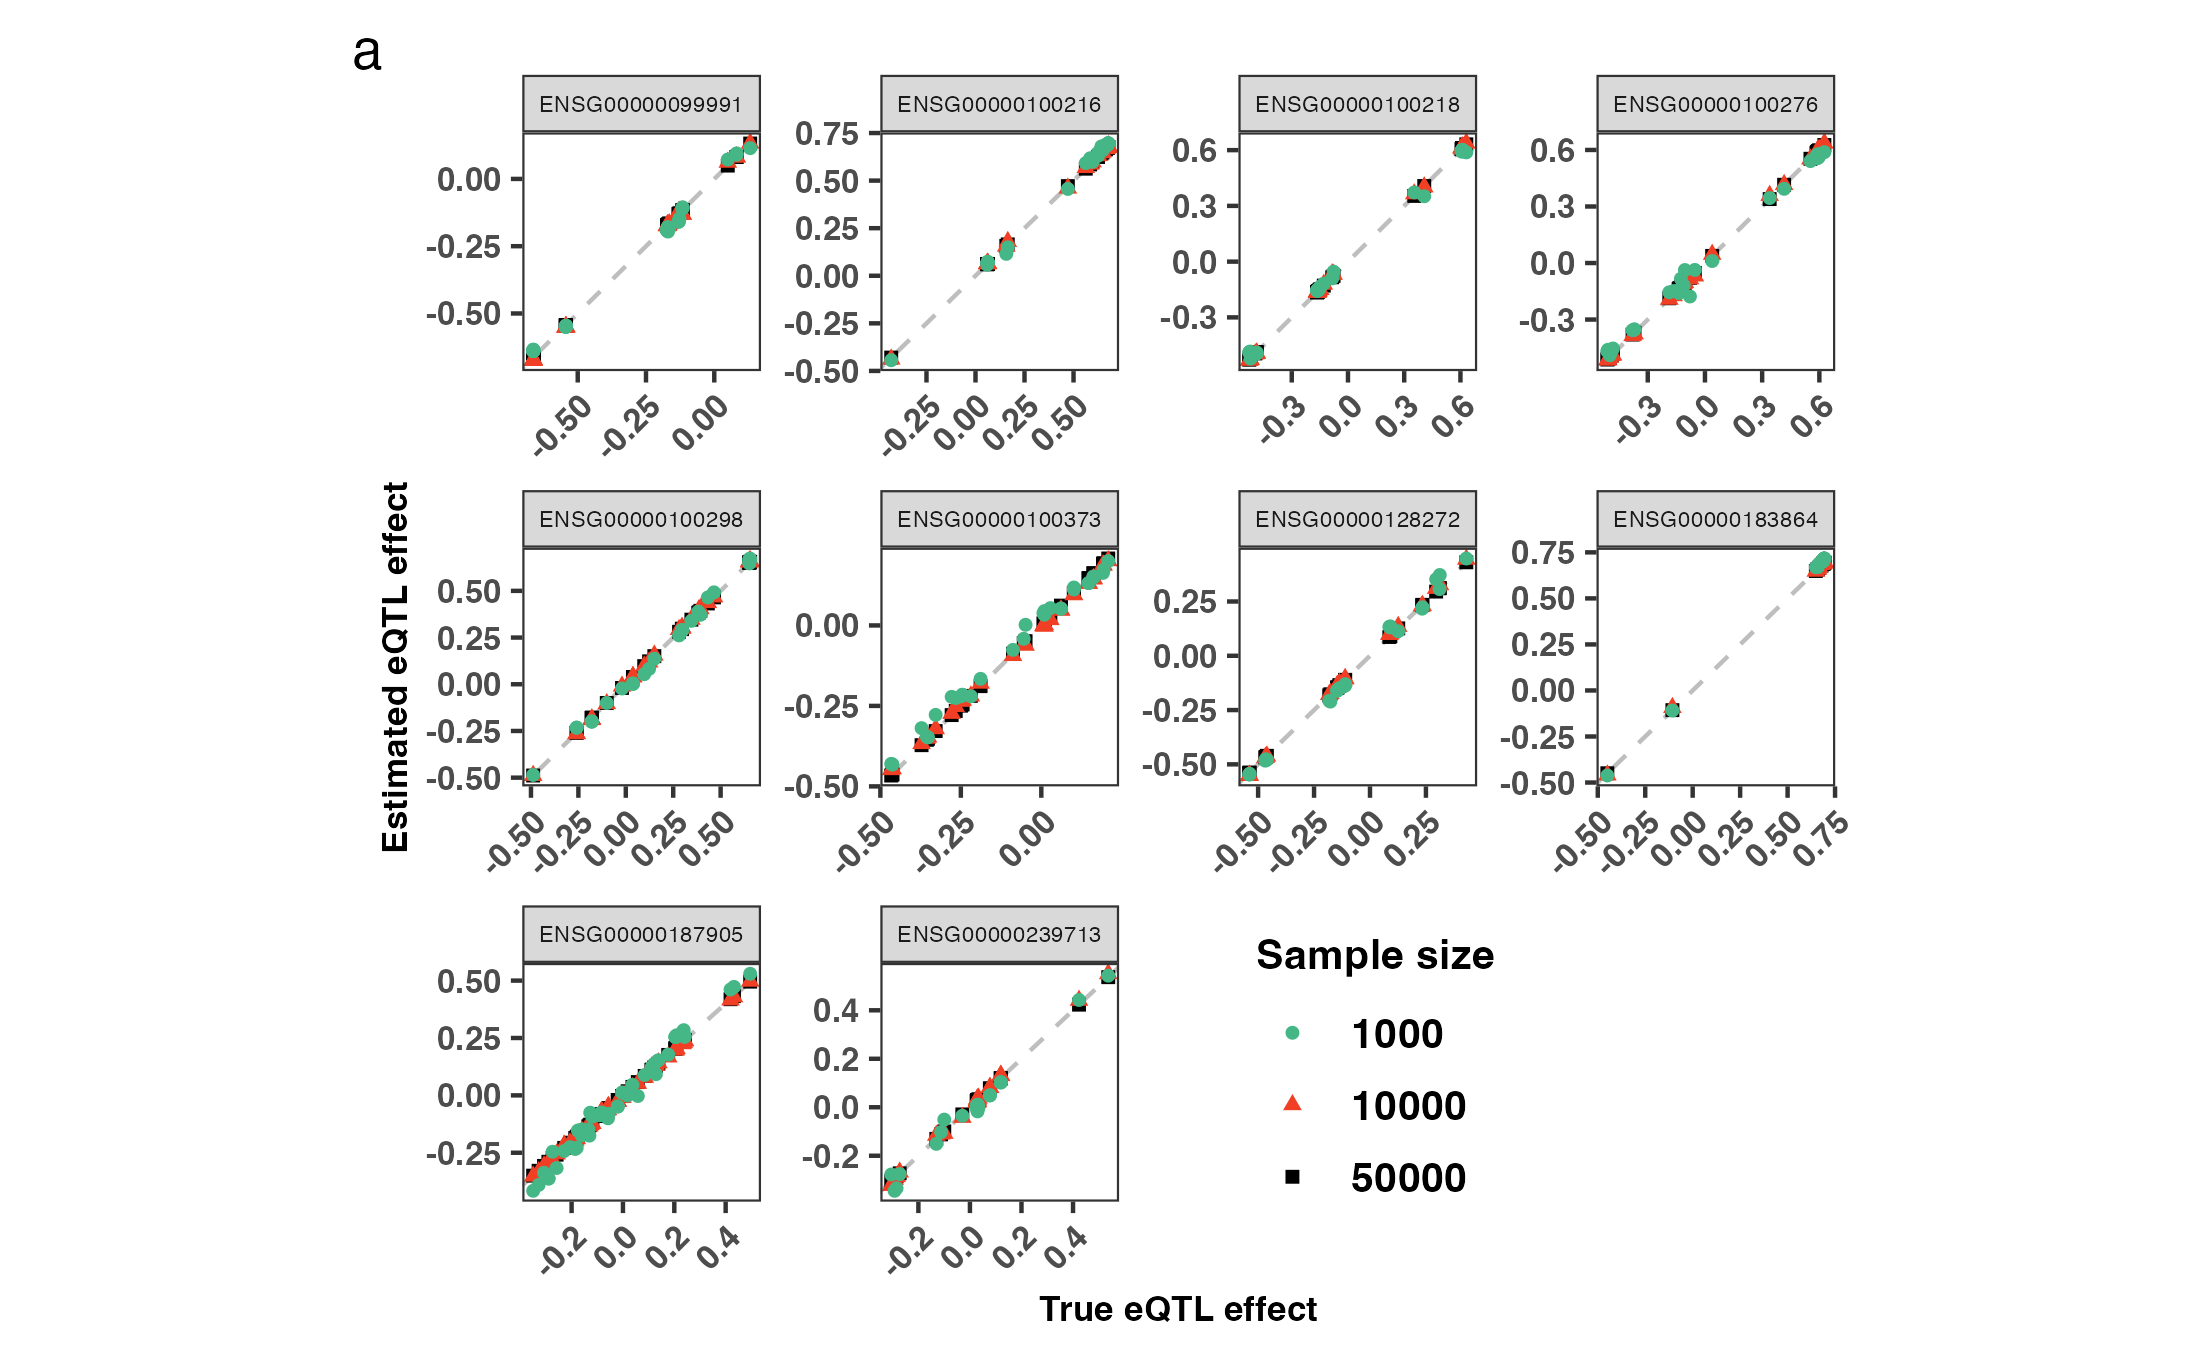 a
ENSG00000099991 ENSG00000100216 ENSG00000100218 ENSG00000100276
0.00 -0.25 -0.50
-0.50 -0.25 0.00
0.75 0.50 0.25 0.00 -0.25 -0.50
-0.25 0.00 0.25 0.50
0.6 0.3 0.0 -0.3
-0.3 0.0 0.3 0.6
0.6 0.3 0.0 -0.3
-0.3 0.0 0.3 0.6
Estimated eQTL effect
ENSG00000100298 ENSG00000100373 ENSG00000128272 ENSG00000183864
0.50 0.25 0.00 -0.25 -0.50
-0.50 -0.25 0.00 0.25 0.50
0.00 -0.25 -0.50
-0.50 -0.25 0.00
0.25 0.00 -0.25 -0.50
-0.50 -0.25 0.00 0.25
0.75 0.50 0.25 0.00 -0.25 -0.50
-0.50 -0.25 0.00 0.25 0.50 0.75
ENSG00000187905 ENSG00000239713
0.50 0.25 0.00 -0.25
-0.2 0.0 0.2 0.4
0.4 0.2 0.0 -0.2
-0.2 0.0 0.2 0.4
Sample size
1000
10000
50000
True eQTL effect